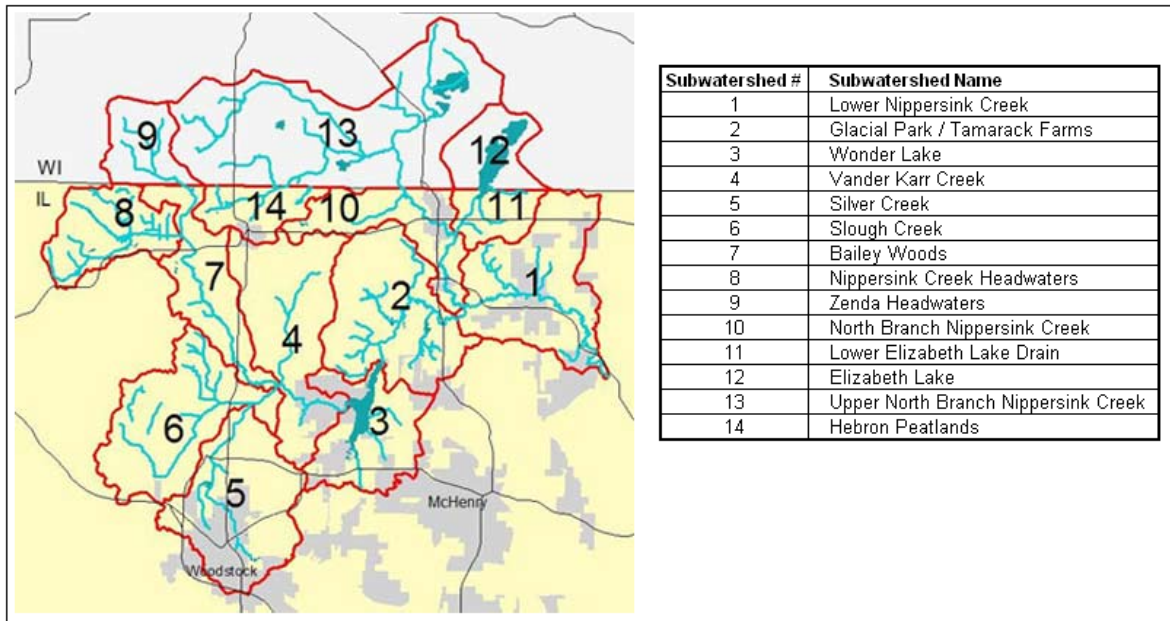 13
9
12
WI
IL
8
14
10
11
7
2
1
4
3
6
5
McHenry
Woodstock
Subwatershed # Subwatershed Name
1 Lower Nippersink Creek
2 Glacial Park / Tamarack Farms
3 Wonder Lake
4 Vander Karr Creek
5 Silver Creek
6 Slough Creek
7 Bailey Woods
8 Nippersink Creek Headwaters
9 Zenda Headwaters
10 North Branch Nippersink Creek
11 Lower Elizabeth Lake Drain
12 Elizabeth Lake
13 Upper North Branch Nippersink Creek
14 Hebron Peatlands